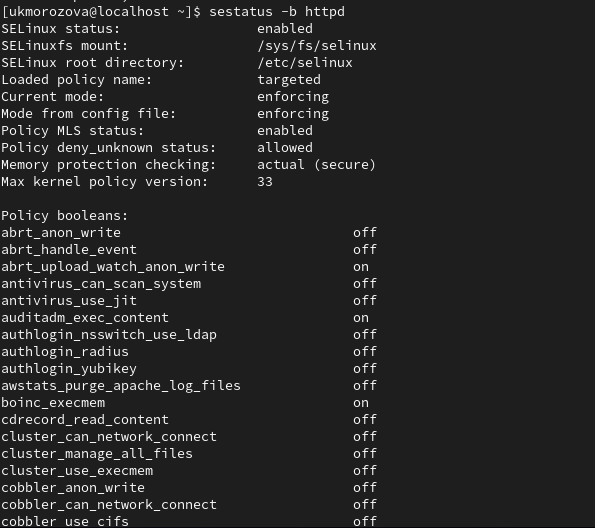 [ukmorozova@localhost ~]$ sestatus -b httpd
SELinux status:                 enabled
SELinuxfs mount:                /sys/fs/selinux
SELinux root directory:         /etc/selinux
Loaded policy name:             targeted
Current mode:                   enforcing
Mode from config file:          enforcing
Policy MLS status:              enabled
Policy deny_unknown status:     allowed
Memory protection checking:     actual (secure)
Max kernel policy version:      33

Policy booleans:
abrt_anon_write                             off
abrt_handle_event                           off
abrt_upload_watch_anon_write                on
antivirus_can_scan_system                   off
antivirus_use_jit                           off
auditadm_exec_content                       on
authlogin_nsswitch_use_ldap                 off
authlogin_radius                            off
authlogin_yubikey                           off
awstats_purge_apache_log_files              off
boinc_execmem                               on
cdrecord_read_content                       off
cluster_can_network_connect                 off
cluster_manage_all_files                    off
cluster_use_execmem                         off
cobbler_anon_write                          off
cobbler_can_network_connect                 off
cobbler_use_cifs                            off